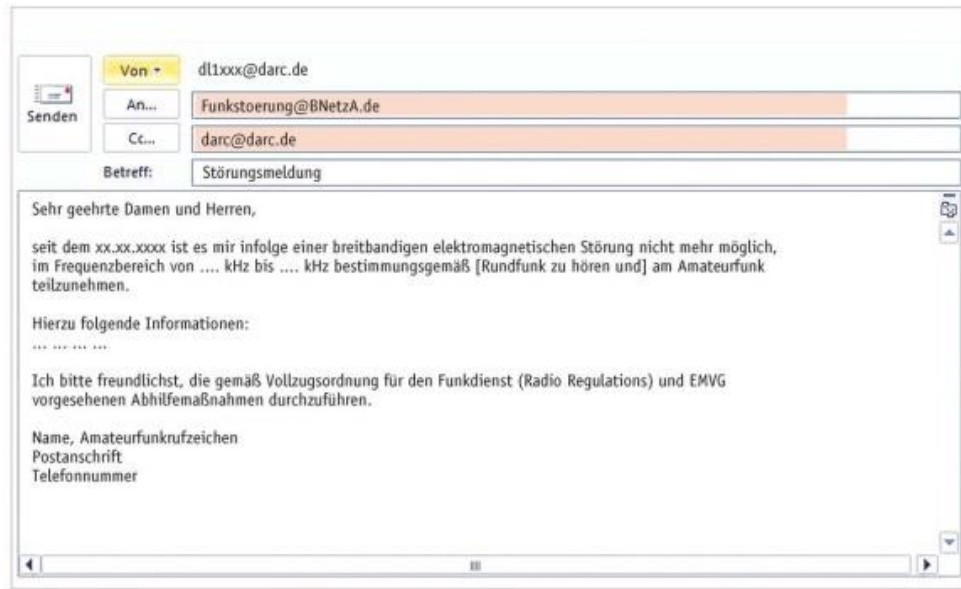 Von
dl1xxx@darc.de
Senden
An...
Funkstoerung@BNetzA.de
Cc...
darc@darc.de
Betreff:
Störungsmeldung
Sehr geehrte Damen und Herren,
seit dem xx.xx.xxxx ist es mir infolge einer breitbandigen elektromagnetischen Störung nicht mehr möglich,
im Frequenzbereich von .... kHz bis .... kHz bestimmungsgemäß [Rundfunk zu hören und] am Amateurfunk
teilzunehmen.
Hierzu folgende Informationen:
... ... ... ...
Ich bitte freundlichst, die gemäß Vollzugsordnung für den Funkdienst (Radio Regulations) und EMVG
vorgesehenen Abhilfemaßnahmen durchzuführen.
Name, Amateurfunkrufzeichen
Postanschrift
Telefonnummer